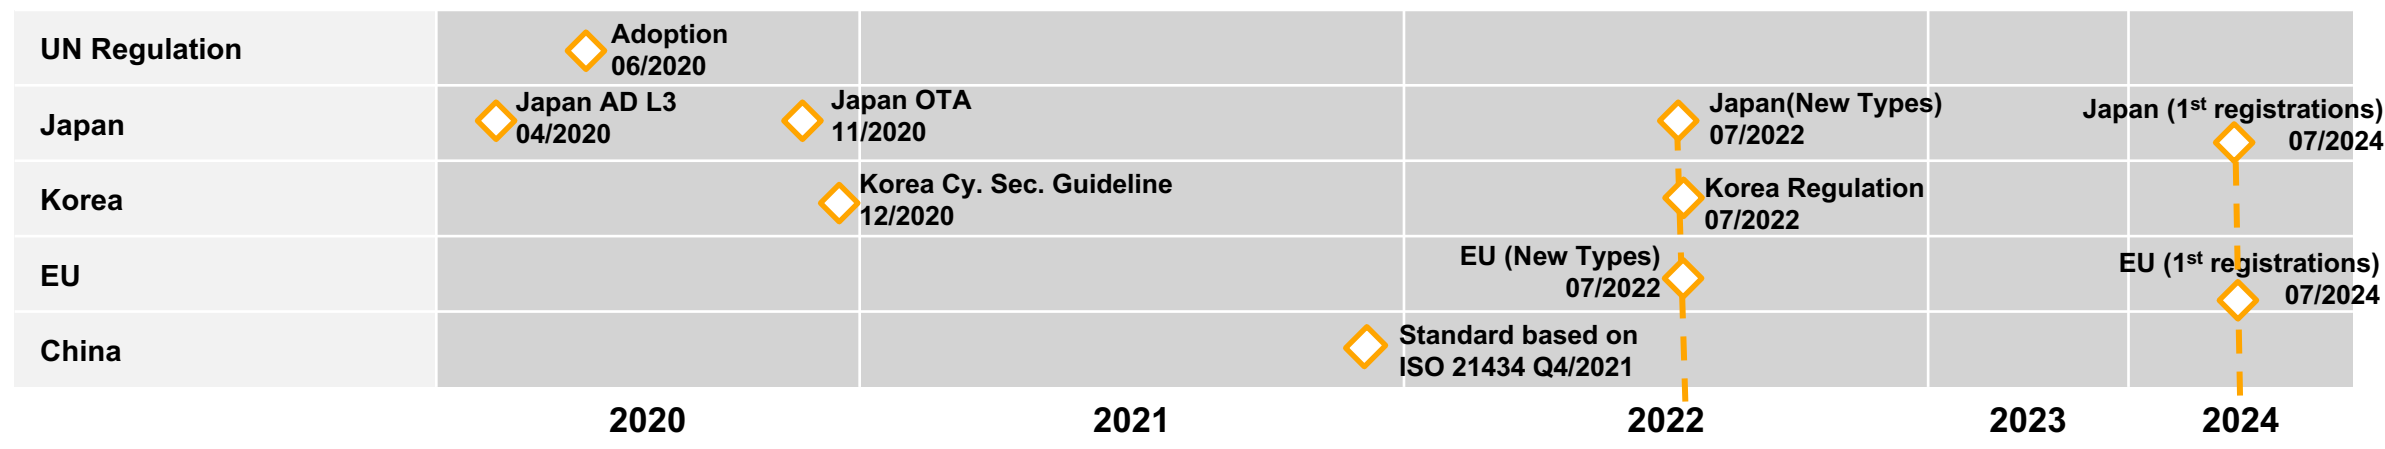 UN Regulation
Adoption
06/2020
Japan
Japan AD L3
04/2020
Japan OTA
11/2020
Japan(New Types)
07/2022
Japan (1st registrations)
07/2024
Korea
Korea Cy. Sec. Guideline
12/2020
Korea Regulation
07/2022
EU
EU (New Types)
07/2022
EU (1st registrations)
07/2024
China
Standard based on
ISO 21434 Q4/2021
2020
2021
2022
2023
2024